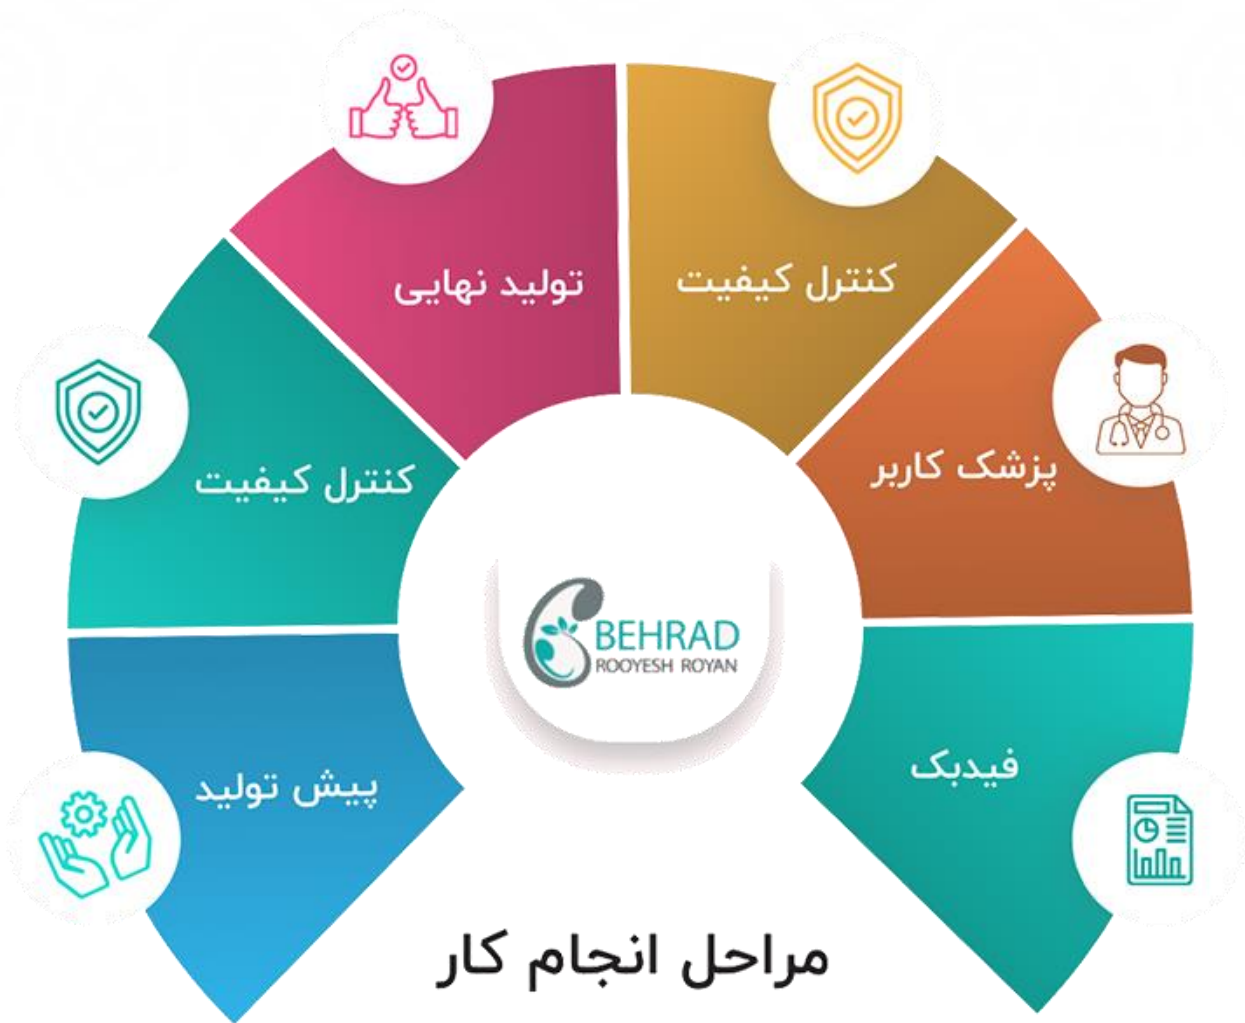 پیش تولید
کنترل کیفیت
تولید نهایی
کنترل کیفیت
پزشک کاربر
فیدبک
BEHRAD
ROOYESH ROYAN
مراحل انجام کار